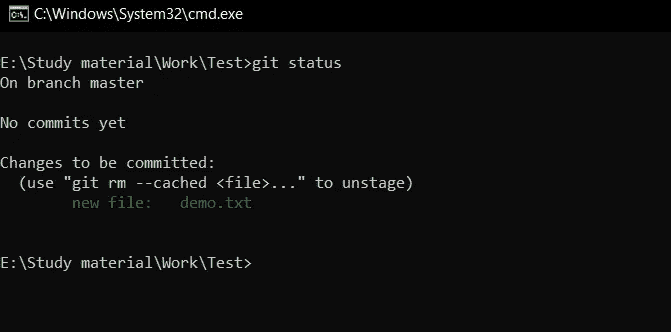 C:\Windows\System32\cmd.exe
E:\Study material\Work\Test>git status
On branch master
No commits yet
Changes to be committed:
(use "git rm --cached <file>..." to unstage)
new file:   demo.txt
E:\Study material\Work\Test>